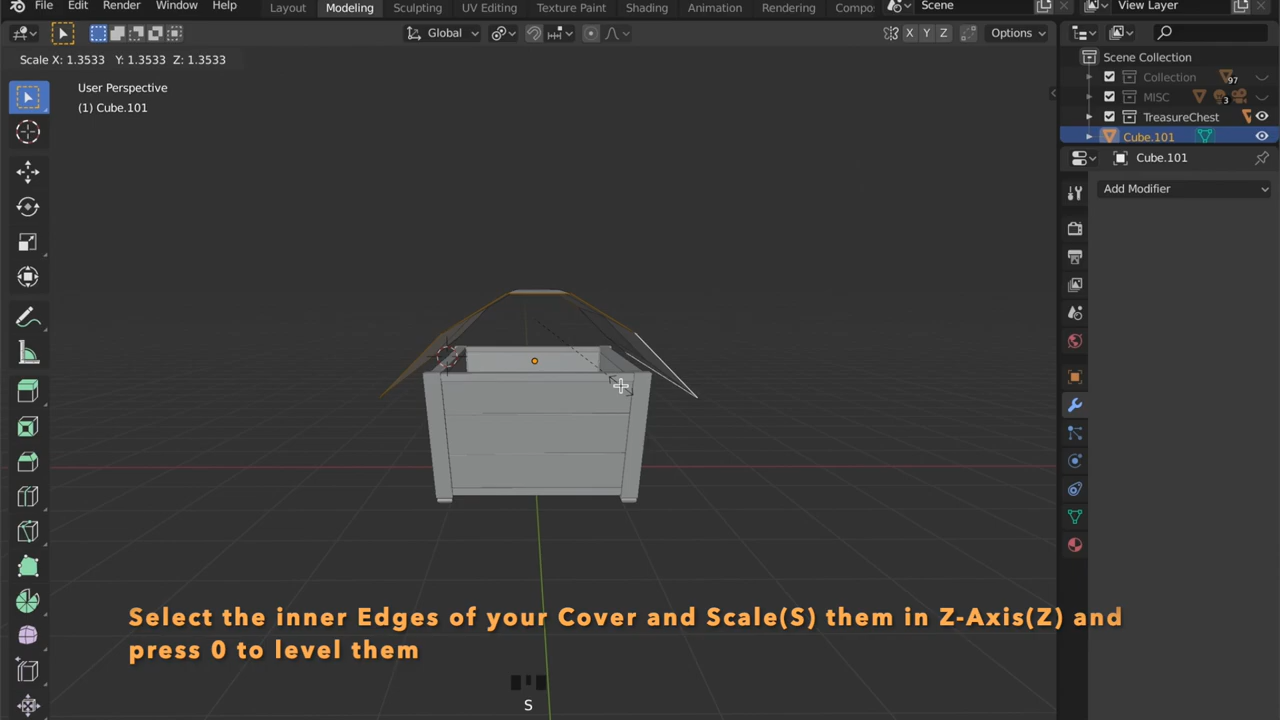 File Edit Render Window Help Layout Modeling Sculpting UV Editing Texture Paint Shading Animation Rendering Compo Scene View Layer
Global X Y Z Options
Scale X: 1.3533 Y: 1.3533 Z: 1.3533
User Perspective
(1) Cube.101
Scene Collection
Collection 97
MISC 3
TreasureChest
Cube.101
Cube.101
Add Modifier
Select the inner Edges of your Cover and Scale(S) them in Z-Axis(Z) and
press 0 to level them
S